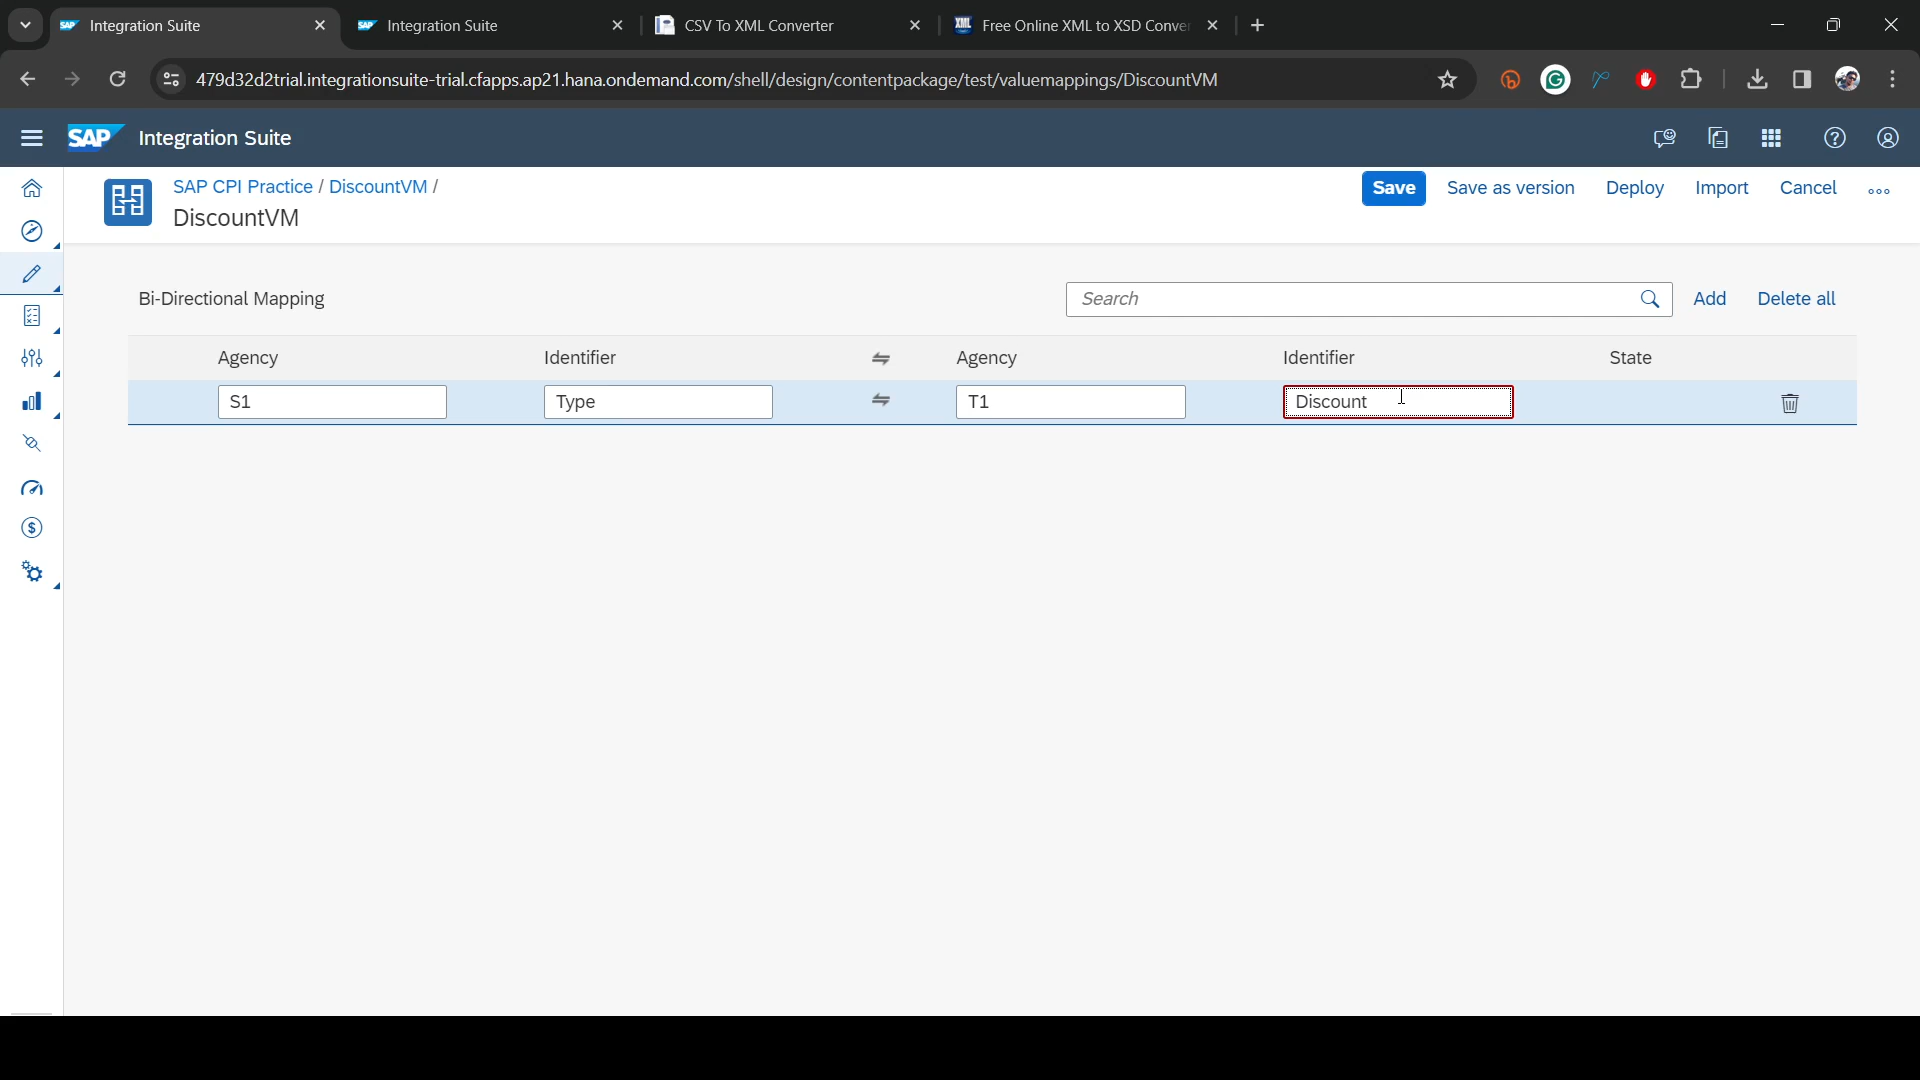 Integration Suite
Integration Suite
CSV To XML Converter
Free Online XML to XSD Conver
479d32d2trial.integrationsuite-trial.cfapps.ap21.hana.ondemand.com/shell/design/contentpackage/test/valuemappings/DiscountVM
SAP Integration Suite
SAP CPI Practice / DiscountVM /
DiscountVM
Save Save as version Deploy Import Cancel
Bi-Directional Mapping
Search
Add Delete all
Agency Identifier Agency Identifier State
S1 Type T1 Discount